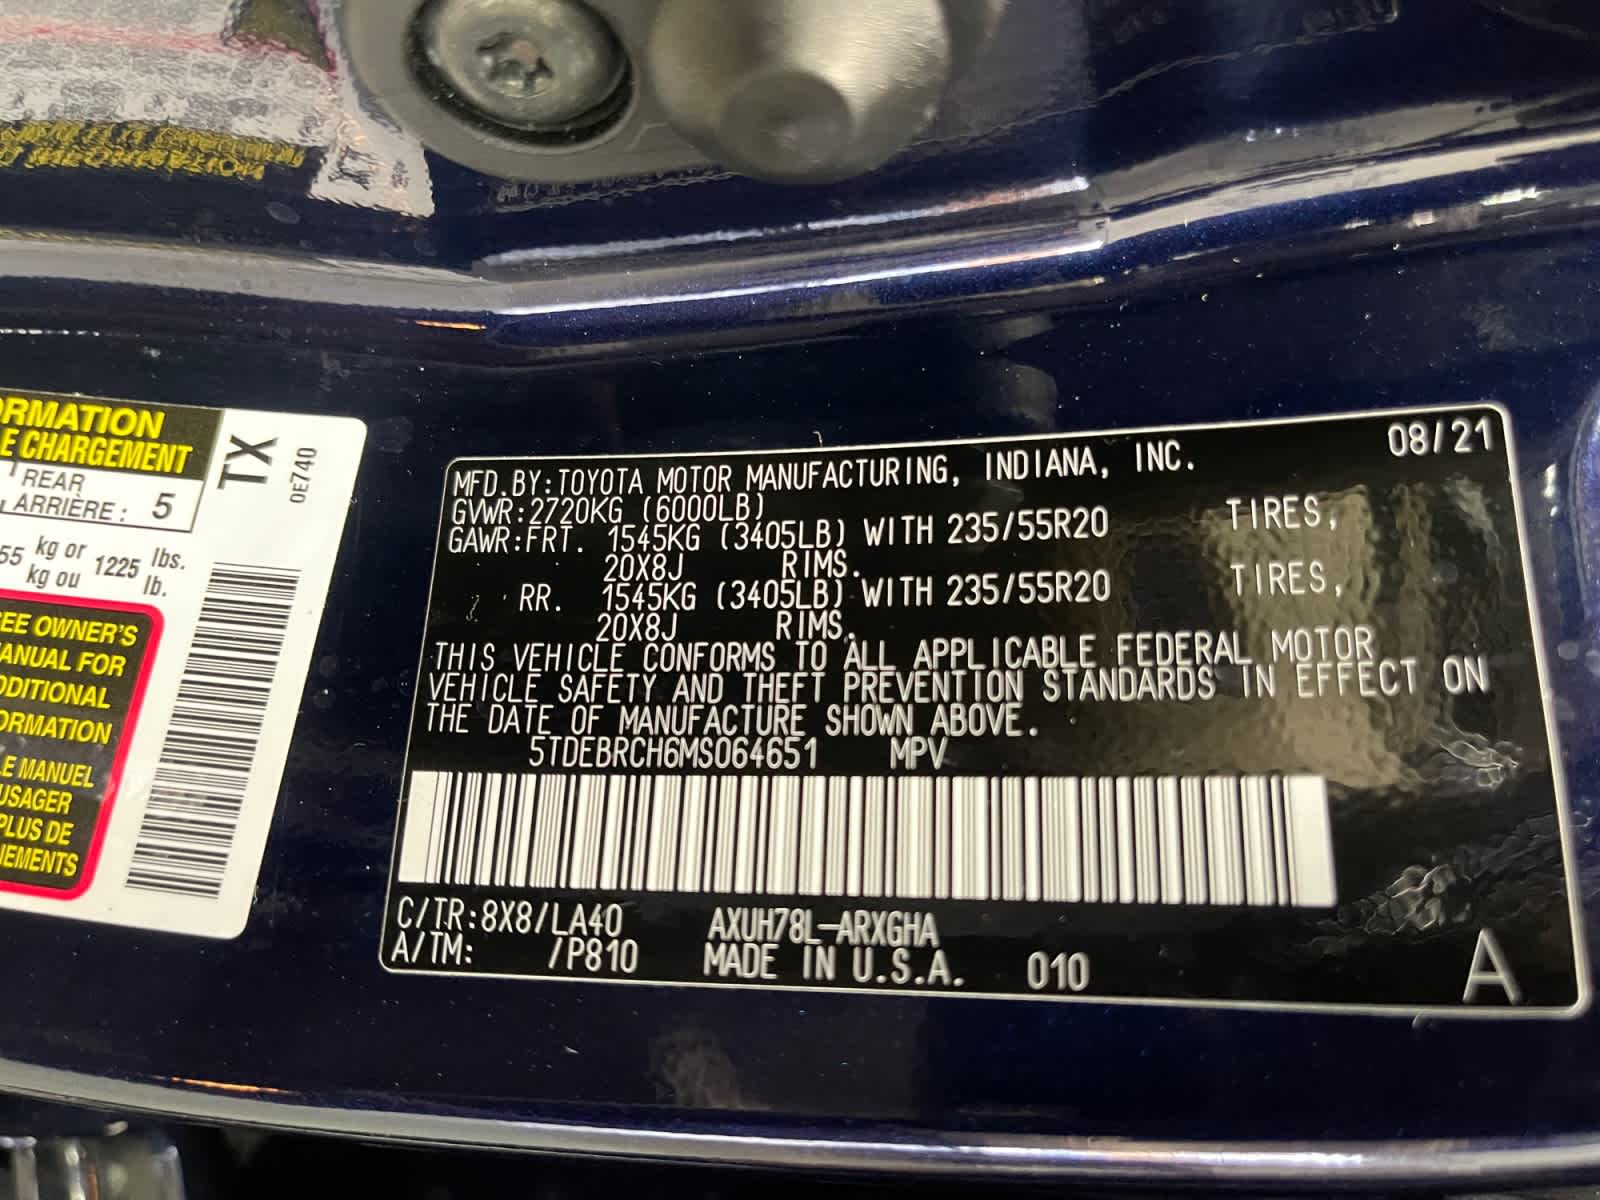 ORMATION
E CHARGEMENT
REAR
ARRIÈRE : 5
55 kg or 1225 lbs.
kg ou lb.
EE OWNER'S
ANUAL FOR
DDITIONAL
ORMATION
E MANUEL
USAGER
PLUS DE
NEMENTS
TX
0E740
08/21
MFD.BY:TOYOTA MOTOR MANUFACTURING, INDIANA, INC.
GVWR:2720KG (6000LB)
GAWR:FRT. 1545KG (3405LB) WITH 235/55R20 TIRES,
20X8J RIMS.
RR. 1545KG (3405LB) WITH 235/55R20 TIRES,
20X8J RIMS.
THIS VEHICLE CONFORMS TO ALL APPLICABLE FEDERAL MOTOR
VEHICLE SAFETY AND THEFT PREVENTION STANDARDS IN EFFECT ON
THE DATE OF MANUFACTURE SHOWN ABOVE.
5TDEBRCH6MS064651 MPV
C/TR:8X8/LA40 AXUH78L-ARXGHA
A/TM: /P810 MADE IN U.S.A. 010
A